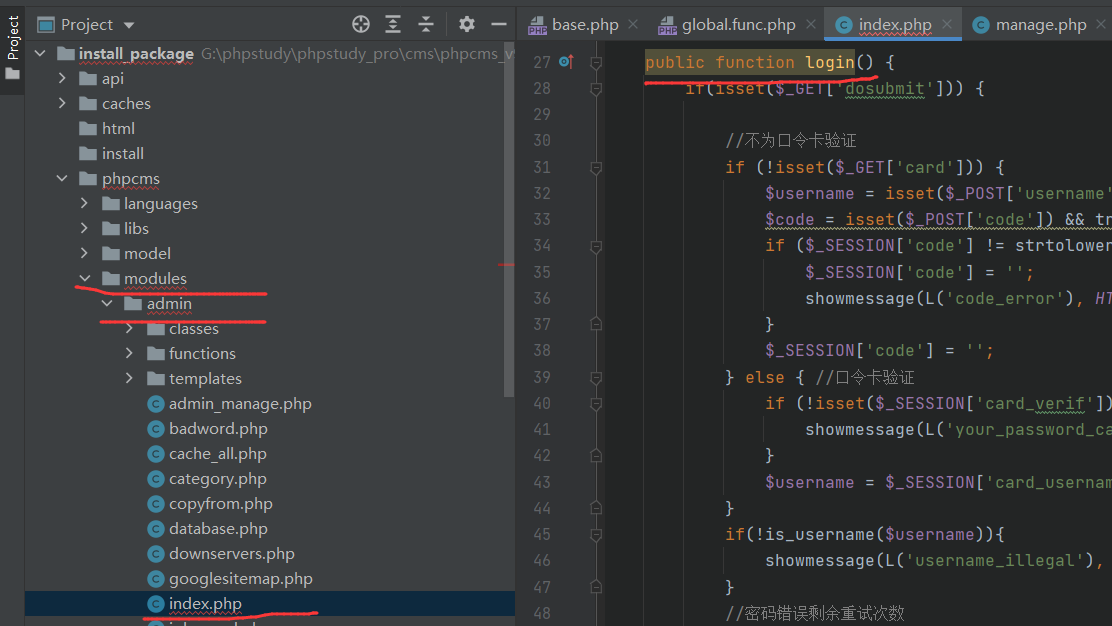 Project
Project
base.php
global.func.php
index.php
manage.php
install_package G:\phpstudy\phpstudy_pro\cms\phpcms_v
api
caches
html
install
phpcms
languages
libs
model
modules
admin
classes
functions
templates
admin_manage.php
badword.php
cache_all.php
category.php
copyfrom.php
database.php
downservers.php
googlesitemap.php
index.php
27 public function login() {
28 if(isset($_GET['dosubmit'])) {
29
30 //不为口令卡验证
31 if (!isset($_GET['card'])) {
32 $username = isset($_POST['username'
33 $code = isset($_POST['code']) && tr
34 if ($_SESSION['code'] != strtolower
35 $_SESSION['code'] = '';
36 showmessage(L('code_error'), HT
37 }
38 $_SESSION['code'] = '';
39 } else { //口令卡验证
40 if (!isset($_SESSION['card_verif'])
41 showmessage(L('your_password_ca
42 }
43 $username = $_SESSION['card_usernam
44 }
45 if(!is_username($username)){
46 showmessage(L('username_illegal'),
47 }
48 //密码错误剩余重试次数